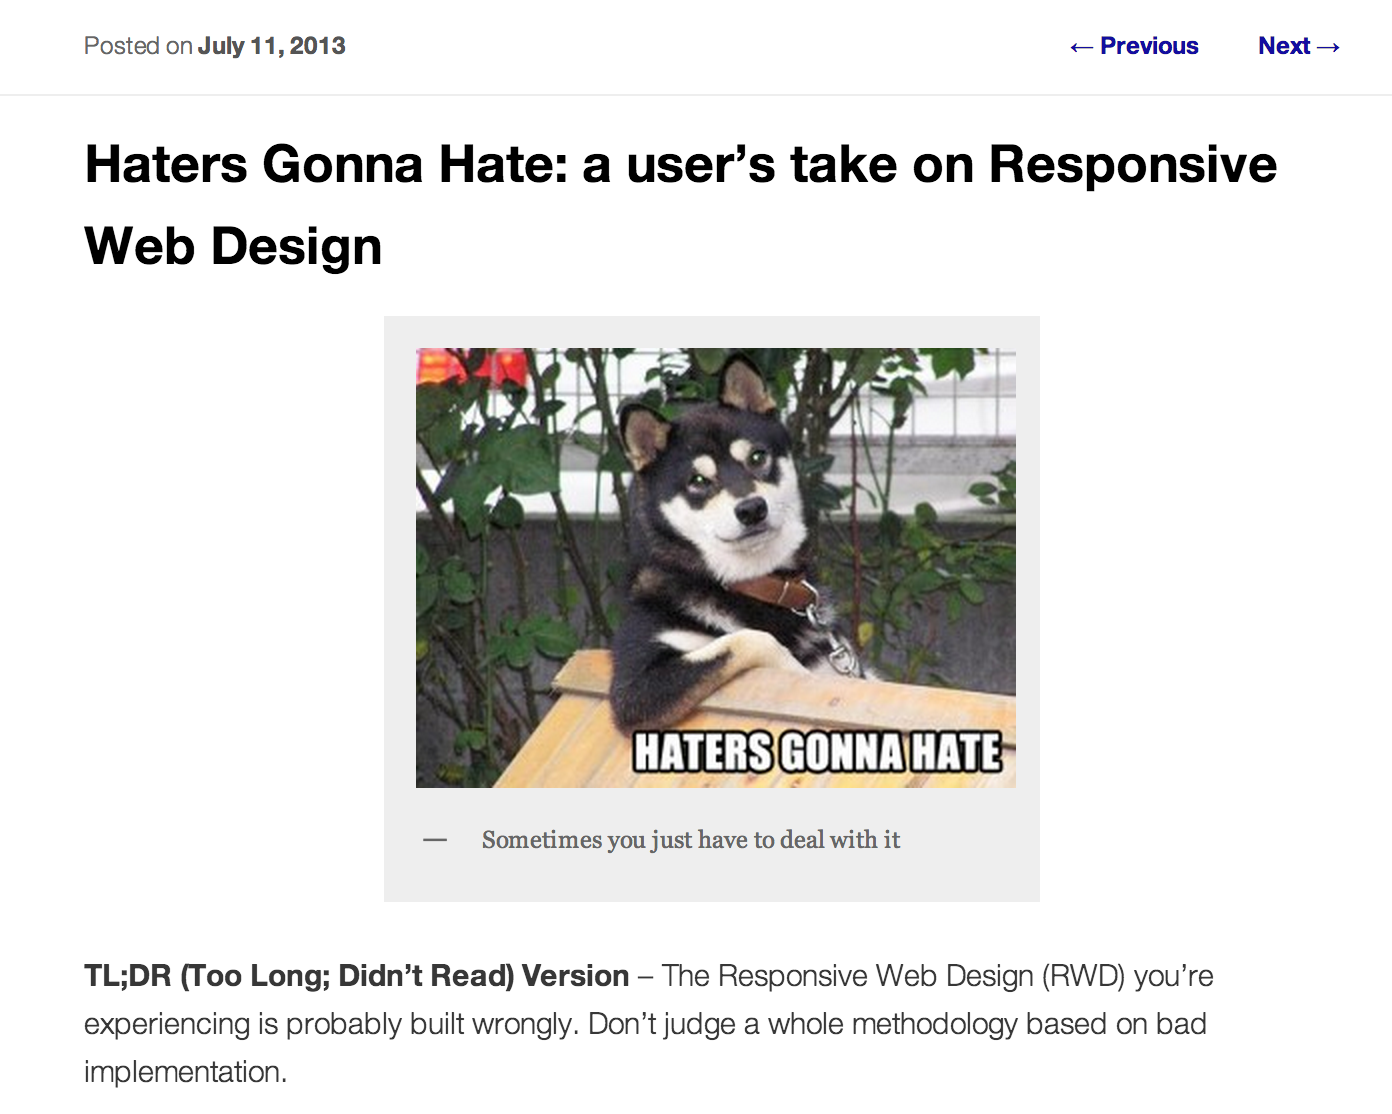 Posted on July 11, 2013
← Previous
Next →
Haters Gonna Hate: a user’s take on Responsive
Web Design
HATERS GONNA HATE
— Sometimes you just have to deal with it
TL;DR (Too Long; Didn’t Read) Version – The Responsive Web Design (RWD) you’re
experiencing is probably built wrongly. Don’t judge a whole methodology based on bad
implementation.